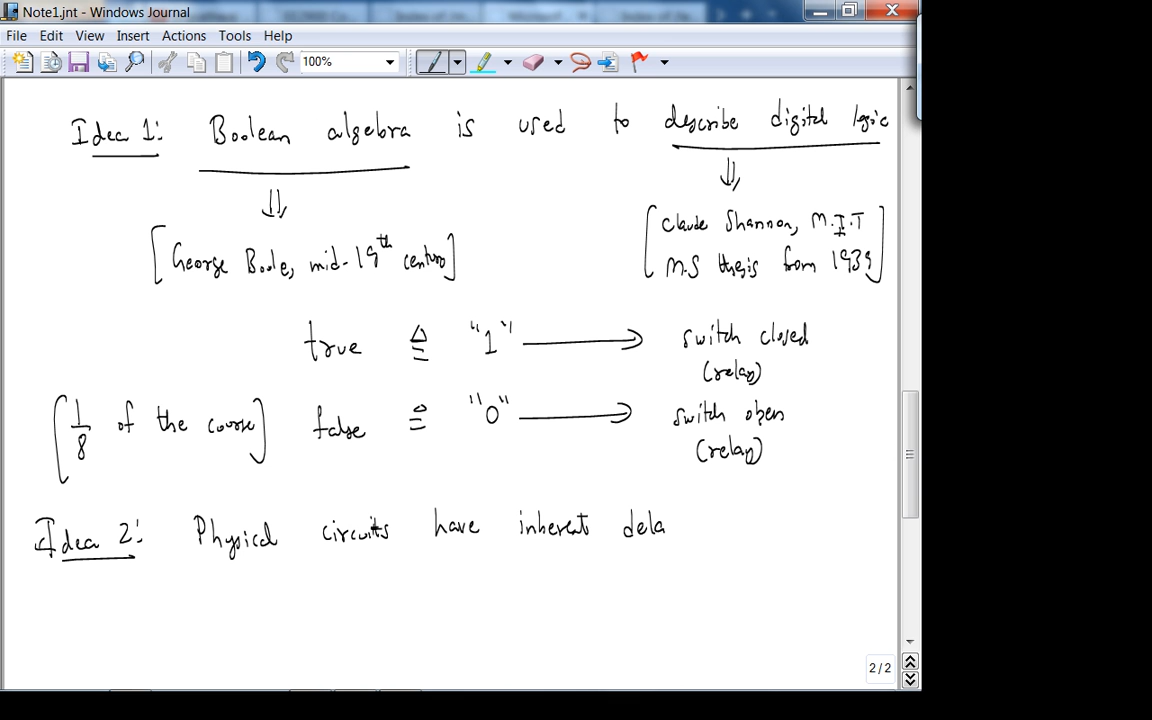 Note1.jnt - Windows Journal
File Edit View Insert Actions Tools Help
100%
Idea 1: Boolean algebra is used to describe digital logic
⇓ ⇓
[George Boole, mid-19th century]
[Claude Shannon, M.I.T
M.S thesis from 1939]
true ≙ "1" → switch closed
(relay)
[1/8 of the course] false ≙ "0" → switch open
(relay)
Idea 2: Physical circuits have inherent dela
2/2